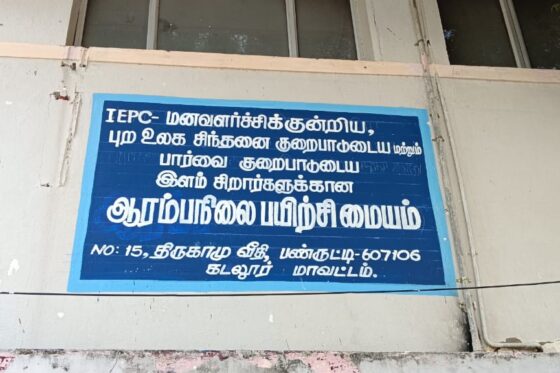 IEPC- மனவளர்ச்சிக்குன்றிய,
புற உலக சிந்தனை குறைபாடுடைய மற்றும்
பார்வை குறைபாடுடைய
இளம் சிறார்களுக்கான
ஆரம்பநிலை பயிற்சி மையம்
NO: 15, திருகாமு வீதி, பண்ருட்டி-607106
கடலூர் மாவட்டம்.